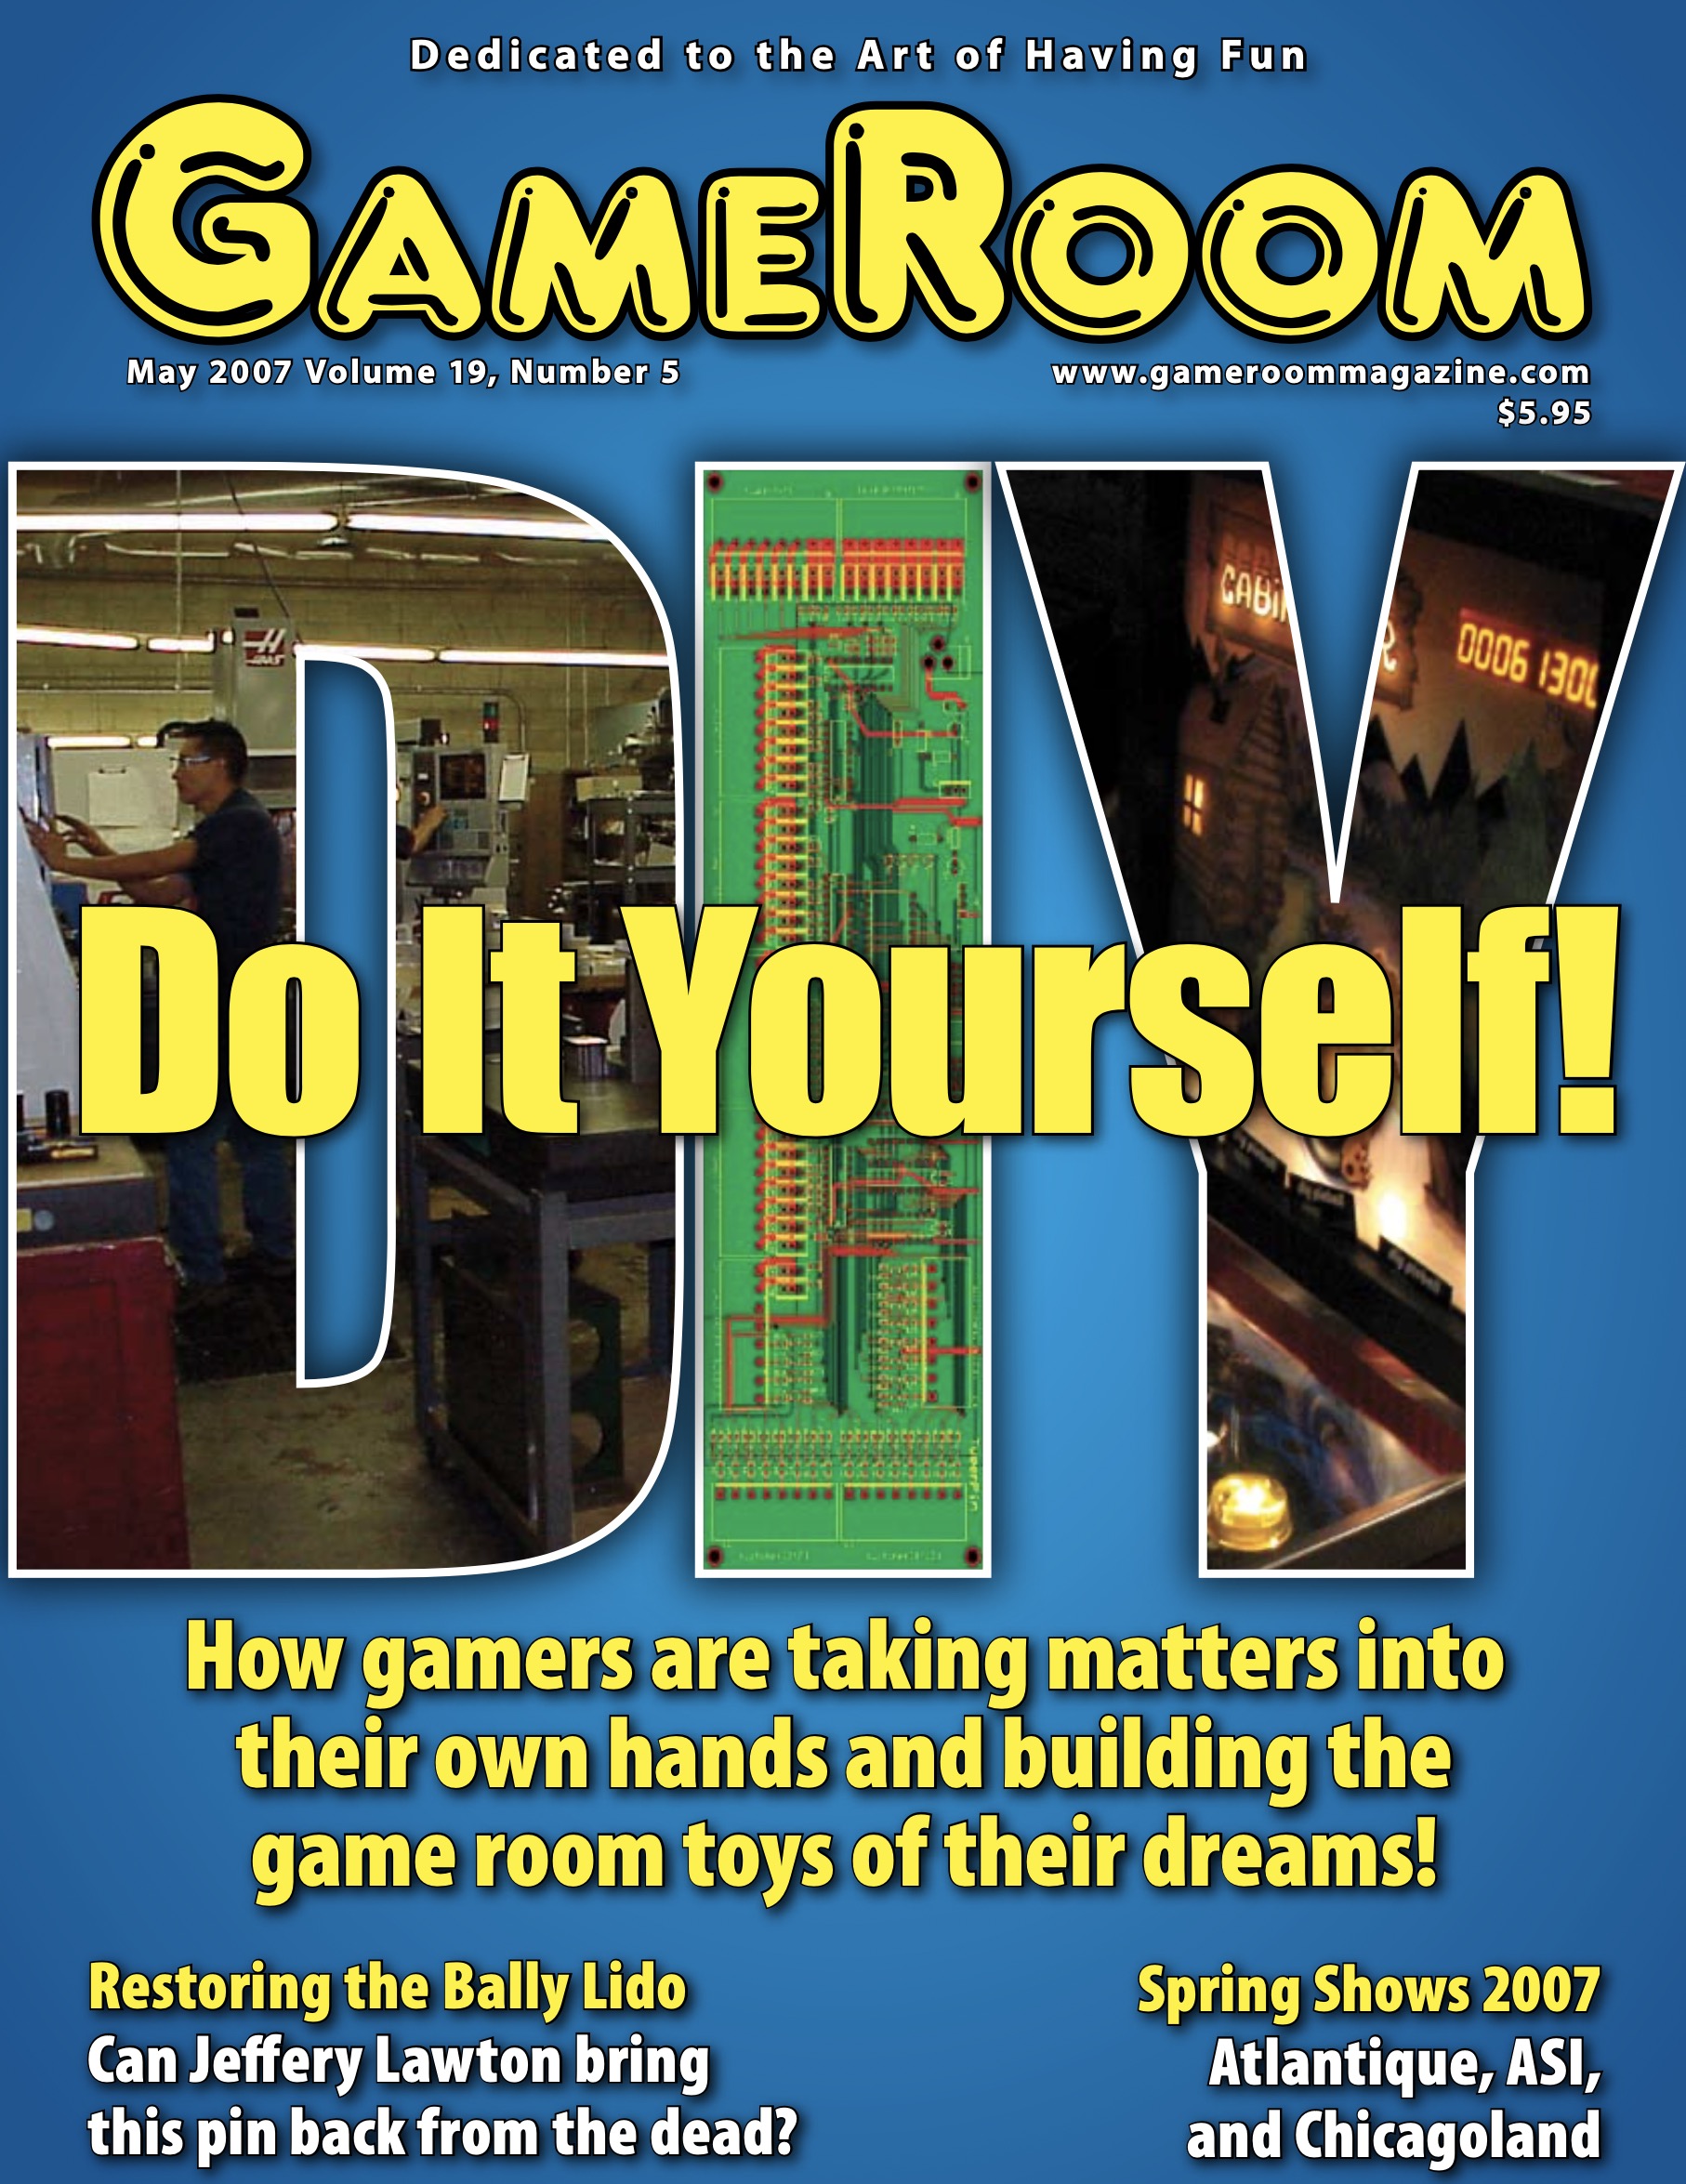 Dedicated to the Art of Having Fun
GameRoom
May 2007 Volume 19, Number 5
www.gameroommagazine.com
$5.95
DIY
HAAS
CABIN
R
0006 1300
Do It Yourself!
How gamers are taking matters into
their own hands and building the
game room toys of their dreams!
Restoring the Bally Lido
Can Jeffery Lawton bring
this pin back from the dead?
Spring Shows 2007
Atlantique, ASI,
and Chicagoland